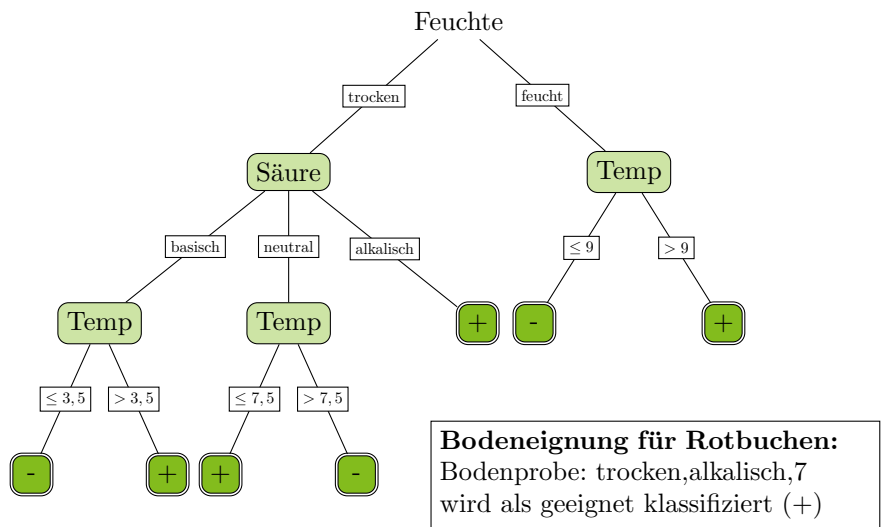 Feuchte
trocken feucht
Säure Temp
basisch neutral alkalisch ≤ 9 > 9
Temp Temp + - +
≤ 3, 5 > 3, 5 ≤ 7, 5 > 7, 5
- + + -
Bodeneignung für Rotbuchen:
Bodenprobe: trocken,alkalisch,7
wird als geeignet klassifiziert (+)